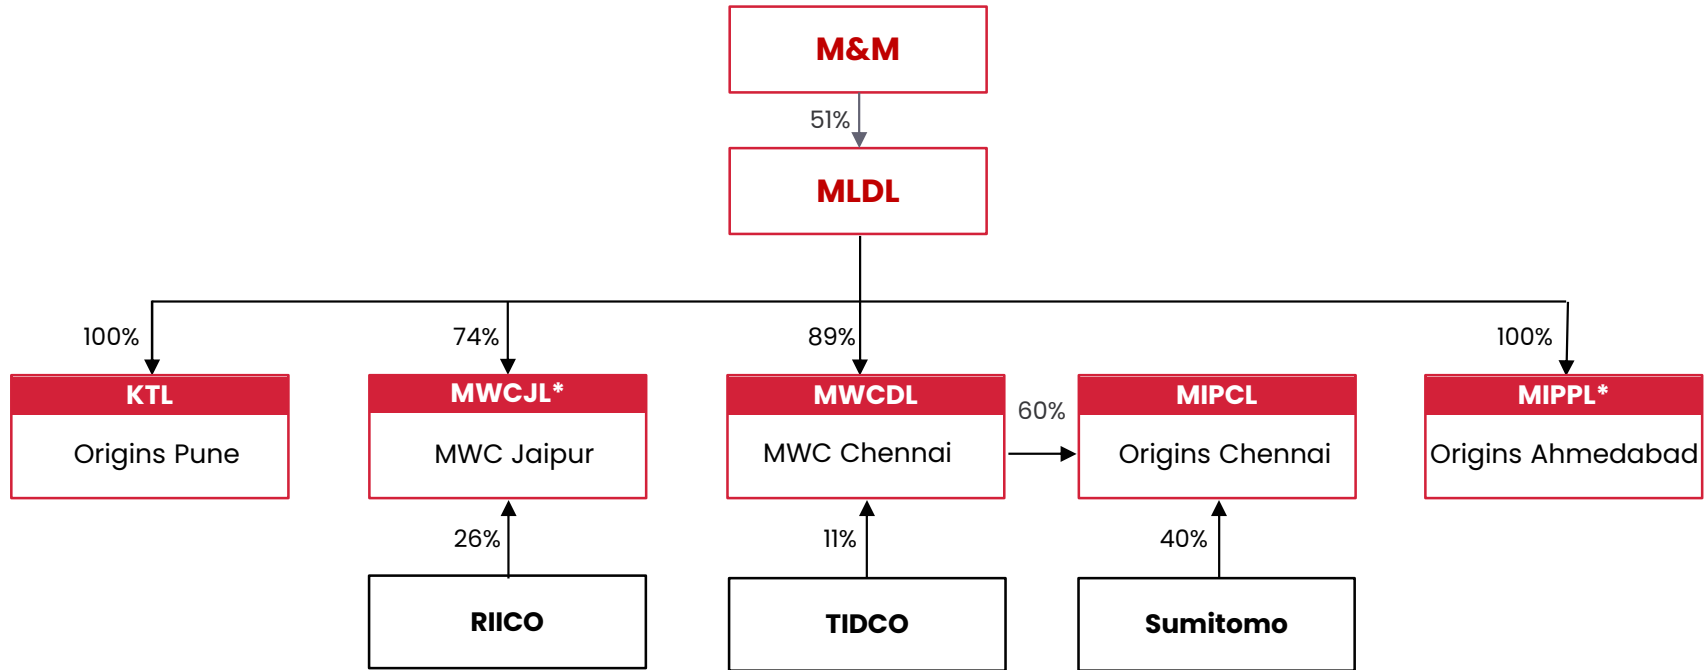 M&M
51%
MLDL
100%
74%
89%
100%
KTL
Origins Pune
MWCJL*
MWC Jaipur
MWCDL
MWC Chennai
60%
MIPCL
Origins Chennai
MIPPL*
Origins Ahmedabad
26%
11%
40%
RIICO
TIDCO
Sumitomo